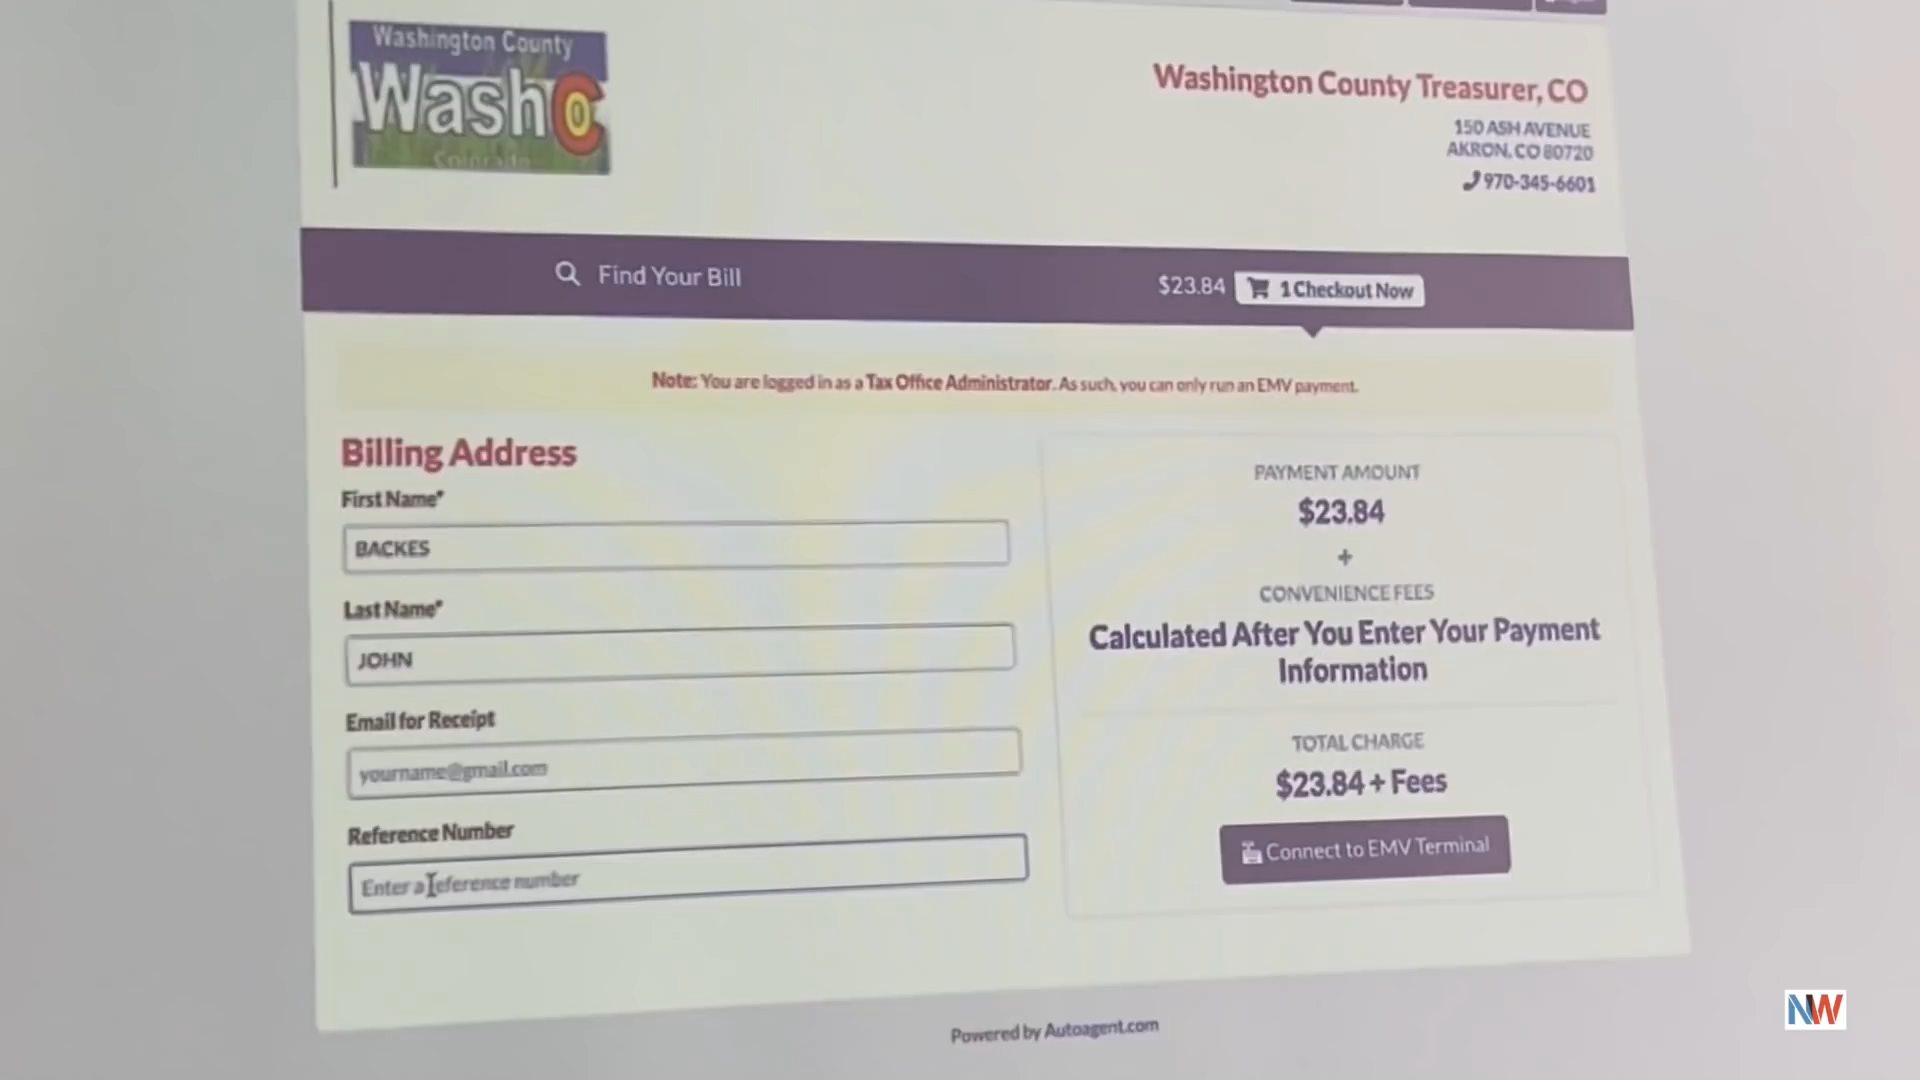 Washington County
WashCo
Colorado
Washington County Treasurer, CO
150 ASH AVENUE
AKRON, CO 80720
970-345-6601
Find Your Bill
$23.84
1 Checkout Now
Note: You are logged in as a Tax Office Administrator. As such, you can only run an EMV payment.
Billing Address
First Name*
BACKES
Last Name*
JOHN
Email for Receipt
yourname@gmail.com
Reference Number
Enter a reference number
PAYMENT AMOUNT
$23.84
+
CONVENIENCE FEES
Calculated After You Enter Your Payment
Information
TOTAL CHARGE
$23.84 + Fees
Connect to EMV Terminal
Powered by Autoagent.com
NW